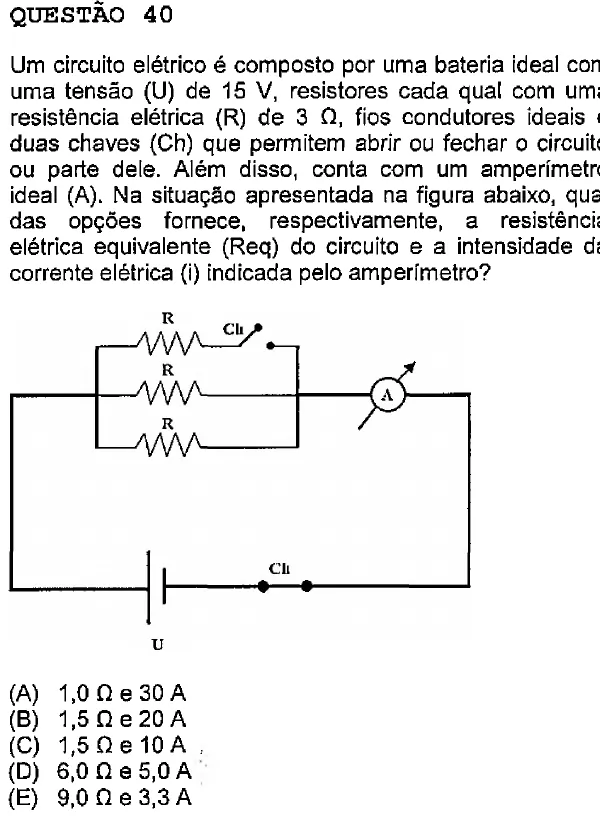 QUESTÃO 40
Um circuito elétrico é composto por uma bateria ideal con
uma tensão (U) de 15 V, resistores cada qual com uma
resistência elétrica (R) de 3 Ω, fios condutores ideais e
duas chaves (Ch) que permitem abrir ou fechar o circuito
ou parte dele. Além disso, conta com um amperímetro
ideal (A). Na situação apresentada na figura abaixo, qua
das opções fornece, respectivamente, a resistência
elétrica equivalente (Req) do circuito e a intensidade da
corrente elétrica (i) indicada pelo amperímetro?
R
Ch
R
A
R
Ch
U
(A) 1,0 Ω e 30 A
(B) 1,5 Ω e 20 A
(C) 1,5 Ω e 10 A
(D) 6,0 Ω e 5,0 A
(E) 9,0 Ω e 3,3 A